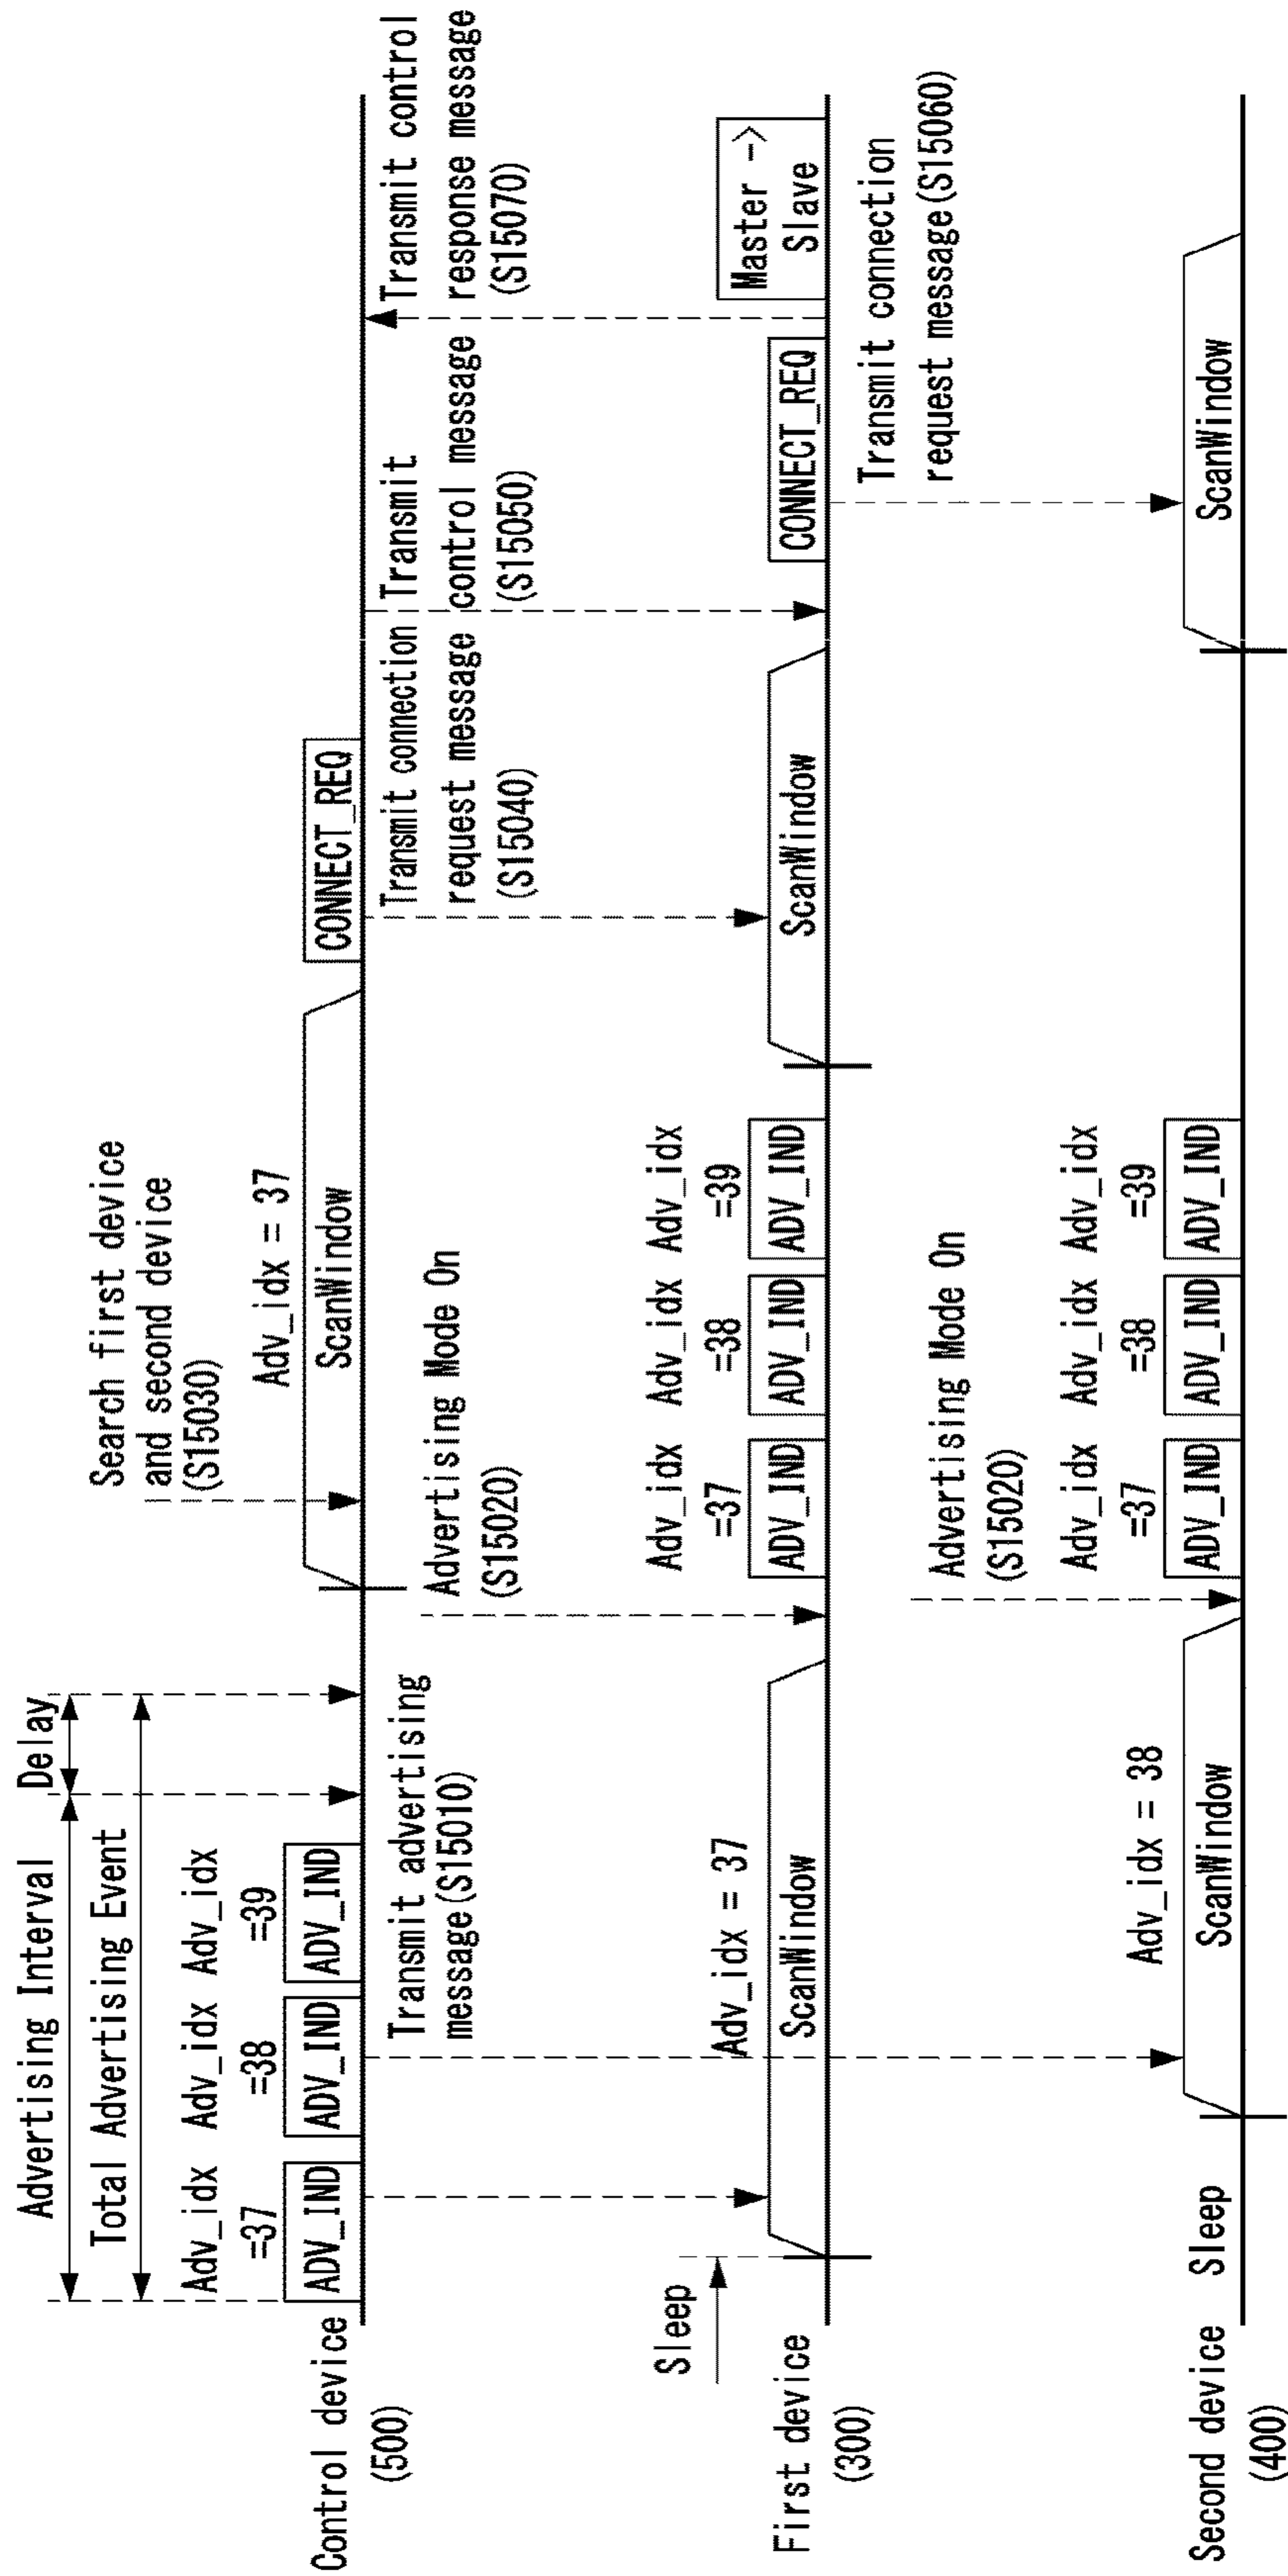 Advertising Interval
Delay
Total Advertising Event
Adv_idx
=37
Adv_idx
=38
Adv_idx
=39
ADV_IND
ADV_IND
ADV_IND
Search first device
and second device
(S15030)
Adv_idx = 37
ScanWindow
CONNECT_REQ
Control device
(500)
Transmit advertising
message(S15010)
Advertising Mode On
(S15020)
Transmit connection
request message
(S15040)
Transmit
control message
(S15050)
Transmit control
response message
(S15070)
Sleep
Adv_idx = 37
ScanWindow
Adv_idx
=37
Adv_idx
=38
Adv_idx
=39
ADV_IND
ADV_IND
ADV_IND
ScanWindow
CONNECT_REQ
Master ->
Slave
First device
(300)
Advertising Mode On
(S15020)
Transmit connection
request message(S15060)
Adv_idx = 38
ScanWindow
Adv_idx
=37
Adv_idx
=38
Adv_idx
=39
ADV_IND
ADV_IND
ADV_IND
ScanWindow
Second device
(400)
Sleep